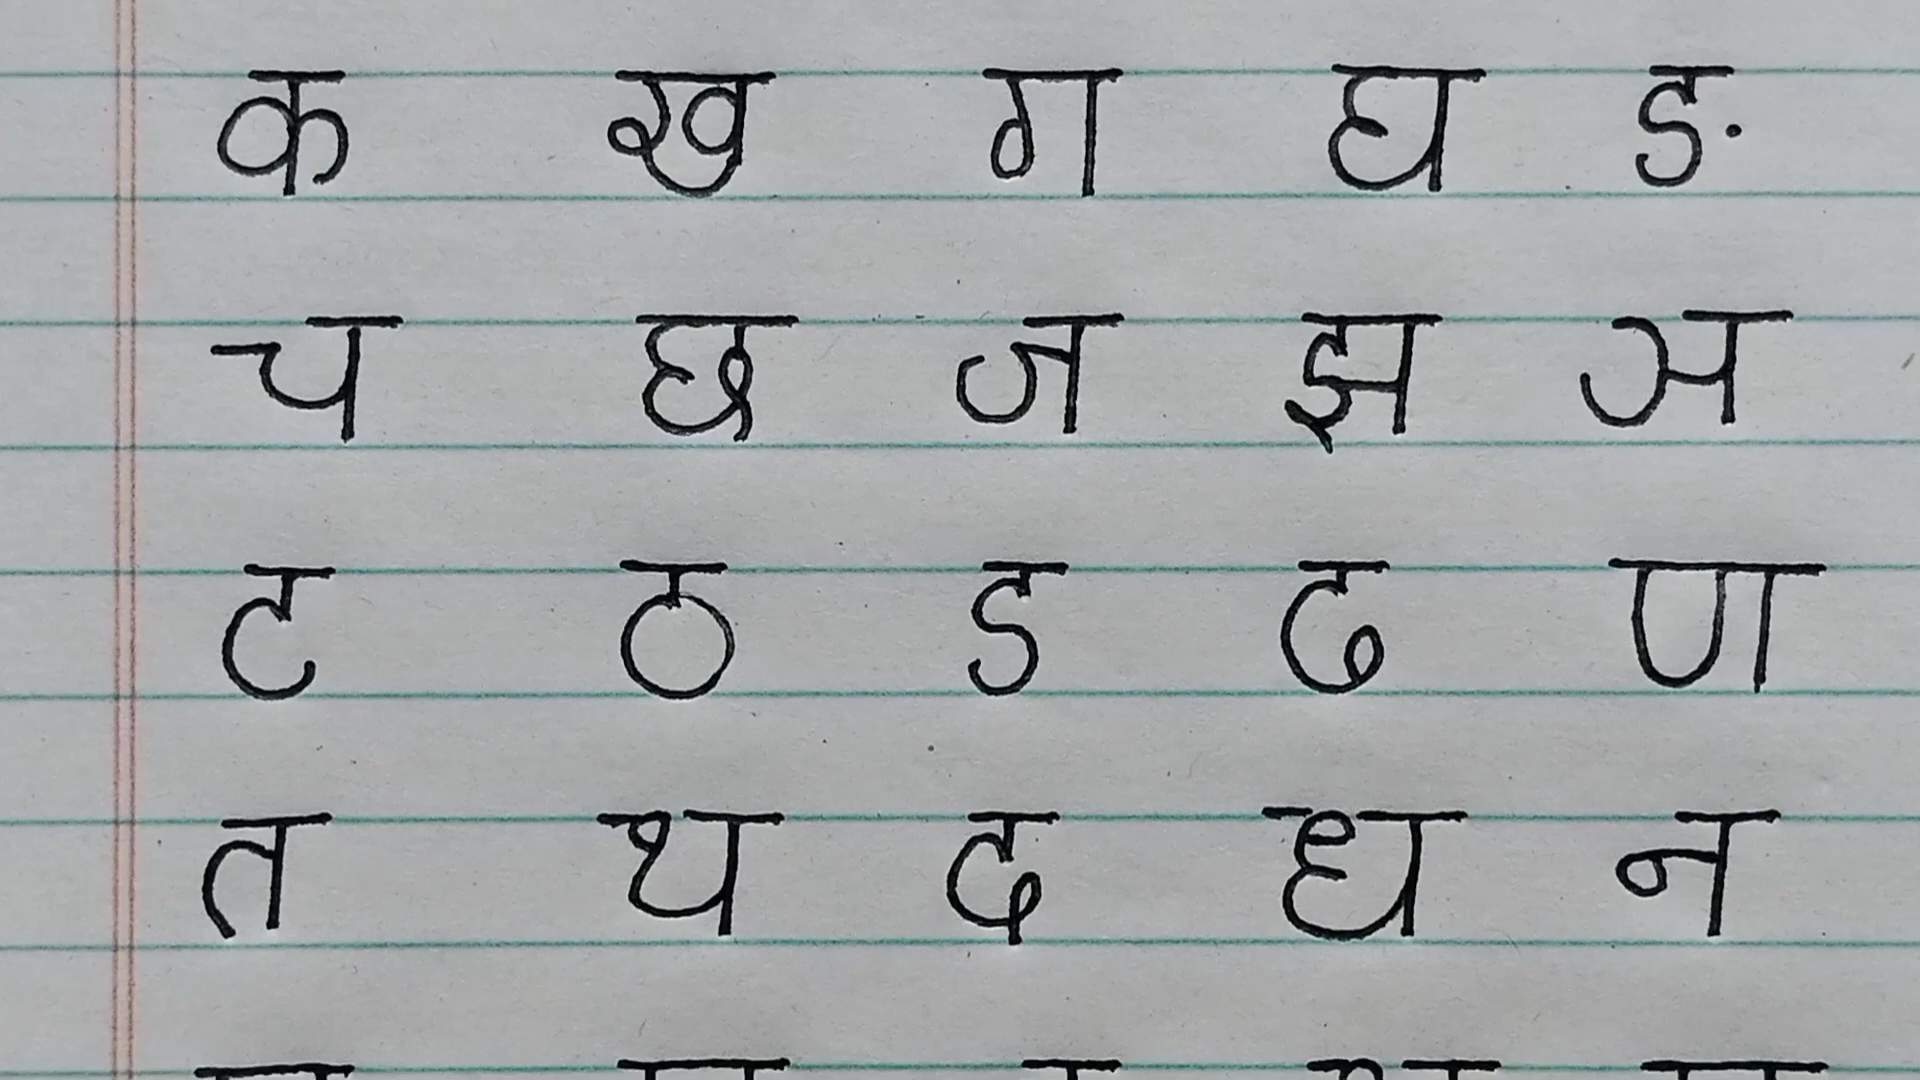 क ख ग घ ङ
च छ ज झ ञ
ट ठ ड ढ ण
त थ द ध न